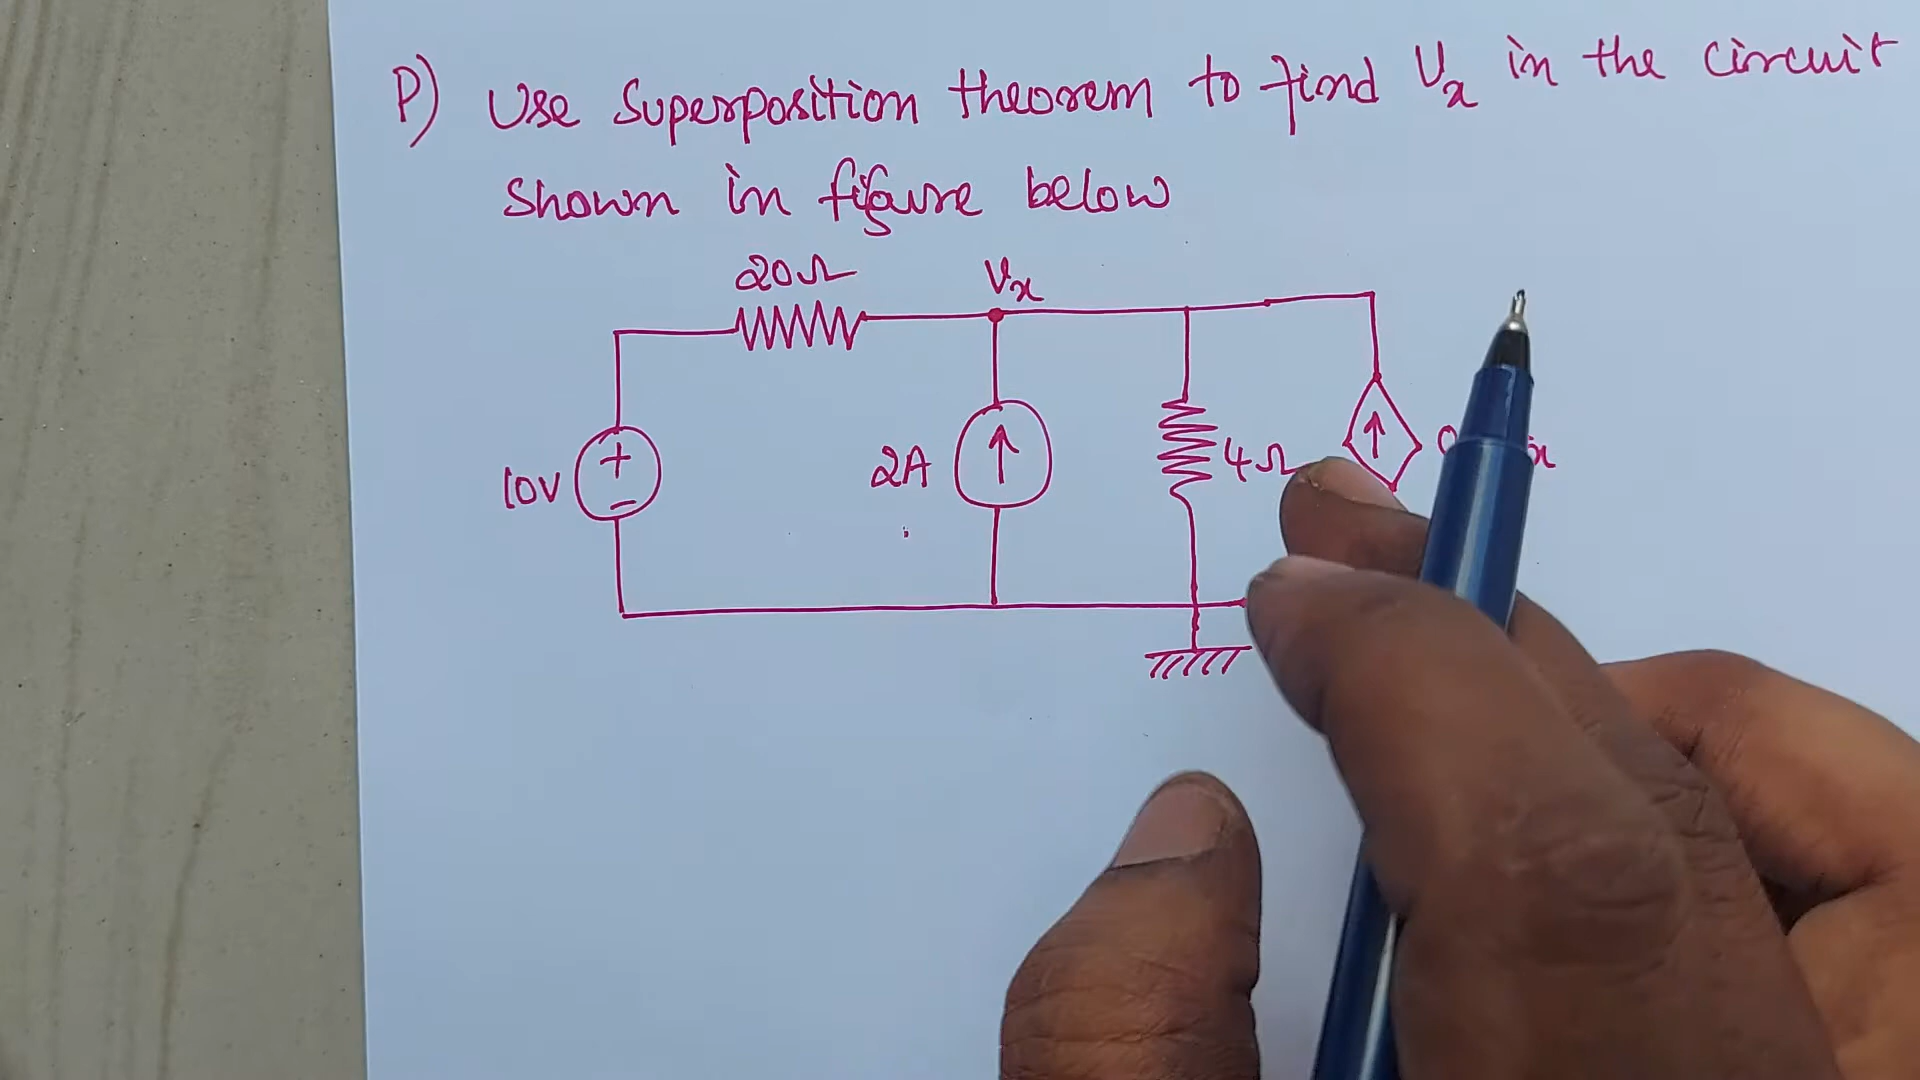 P) Use Superposition theorem to find Vx in the circuit
shown in figure below
20Ω
Vx
10V
2A
4Ω